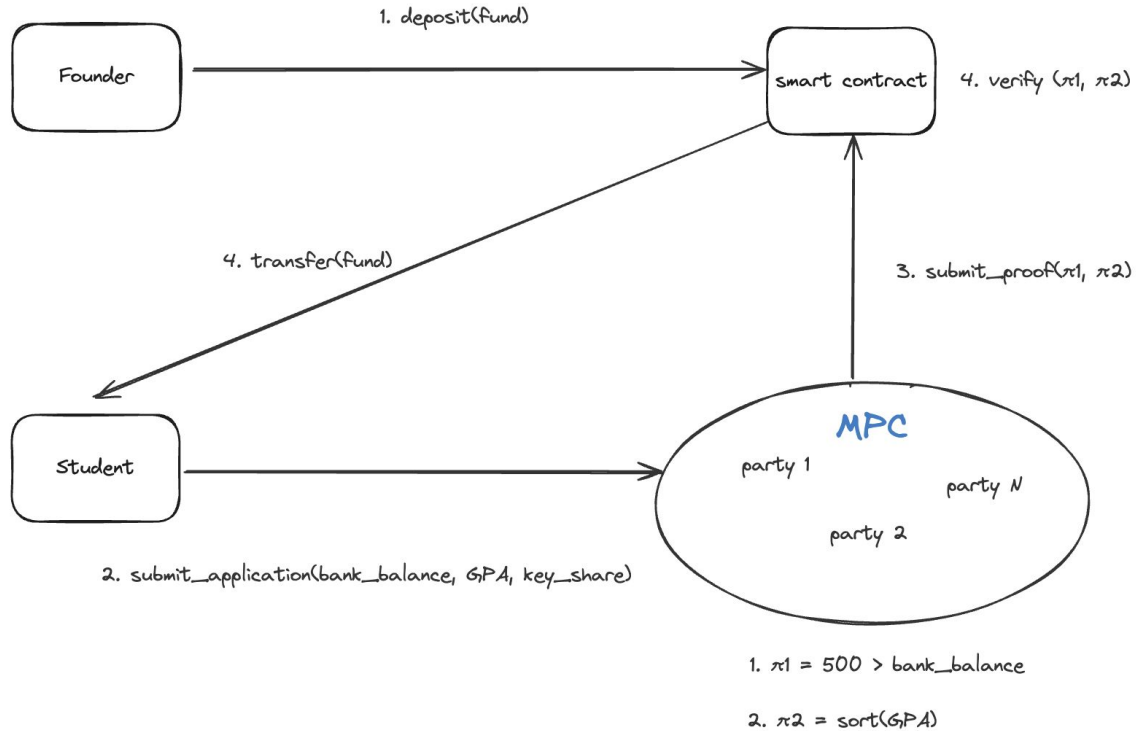 1. deposit(fund)
Founder
smart contract
4. verify (π1, π2)
4. transfer(fund)
3. submit_proof(π1, π2)
MPC
party 1
party N
party 2
Student
2. submit_application(bank_balance, GPA, key_share)
1. π1 = 500 > bank_balance
2. π2 = sort(GPA)